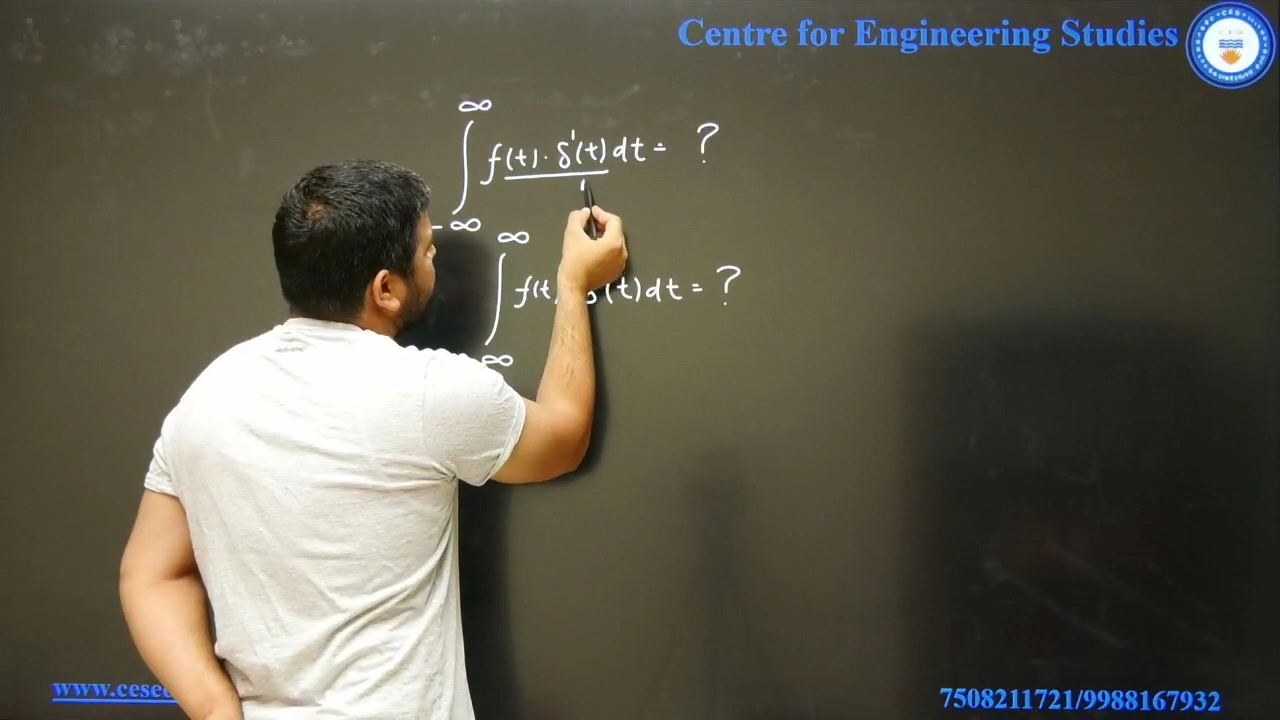 Centre for Engineering Studies
∞
∫ f(t) · δ'(t) dt = ?
-∞
∞
∫ f(t) (t) dt = ?
∞
7508211721/9988167932